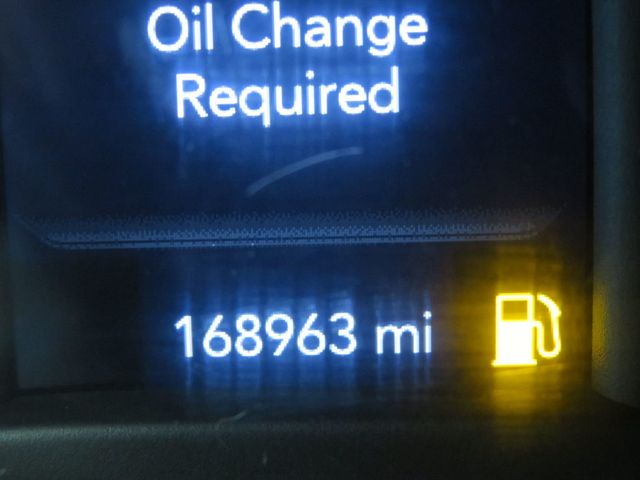 Oil Change
Required
168963 mi